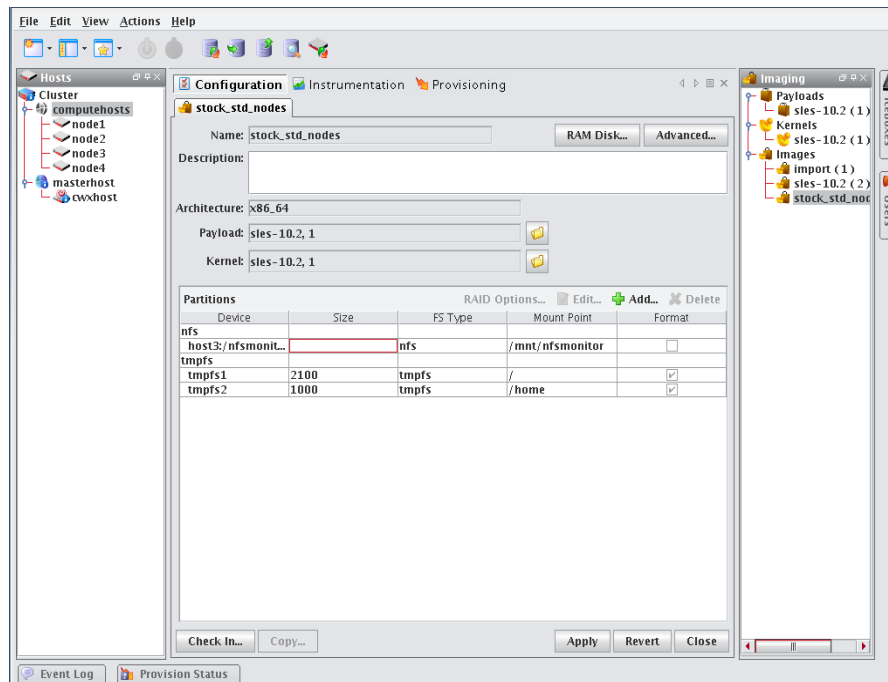 File Edit View Actions Help
Hosts
Cluster
computehosts
node1
node2
node3
node4
masterhost
cwxhost
Configuration Instrumentation Provisioning
stock_std_nodes
Name: stock_std_nodes RAM Disk... Advanced...
Description:
Architecture: x86_64
Payload: sles-10.2, 1
Kernel: sles-10.2, 1
Partitions RAID Options... Edit... Add... Delete
Device Size FS Type Mount Point Format
nfs
host3:/nfsmonit... nfs /mnt/nfsmonitor
tmpfs
tmpfs1 2100 tmpfs /
tmpfs2 1000 tmpfs /home
Check In... Copy... Apply Revert Close
Imaging
Payloads
sles-10.2 (1)
Kernels
sles-10.2 (1)
Images
import (1)
sles-10.2 (2)
stock_std_nod
Users
Event Log Provision Status